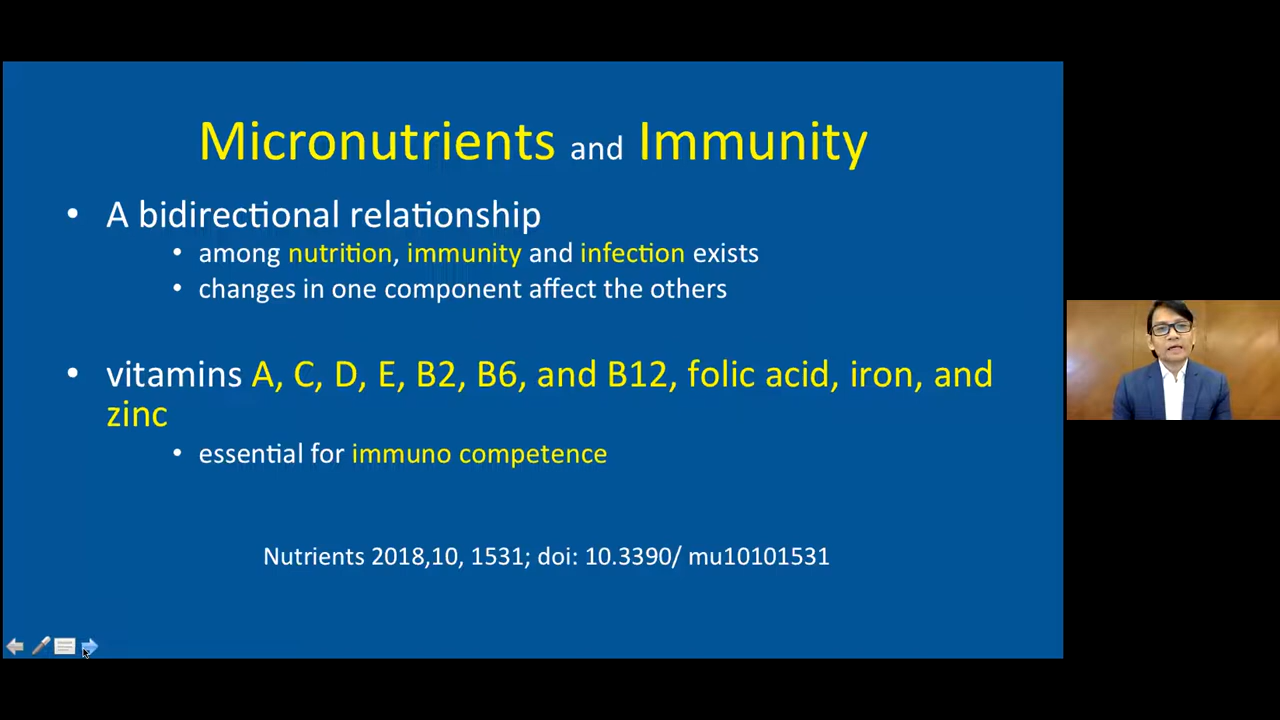 Micronutrients and Immunity
• A bidirectional relationship
• among nutrition, immunity and infection exists
• changes in one component affect the others
• vitamins A, C, D, E, B2, B6, and B12, folic acid, iron, and
zinc
• essential for immuno competence
Nutrients 2018,10, 1531; doi: 10.3390/ mu10101531